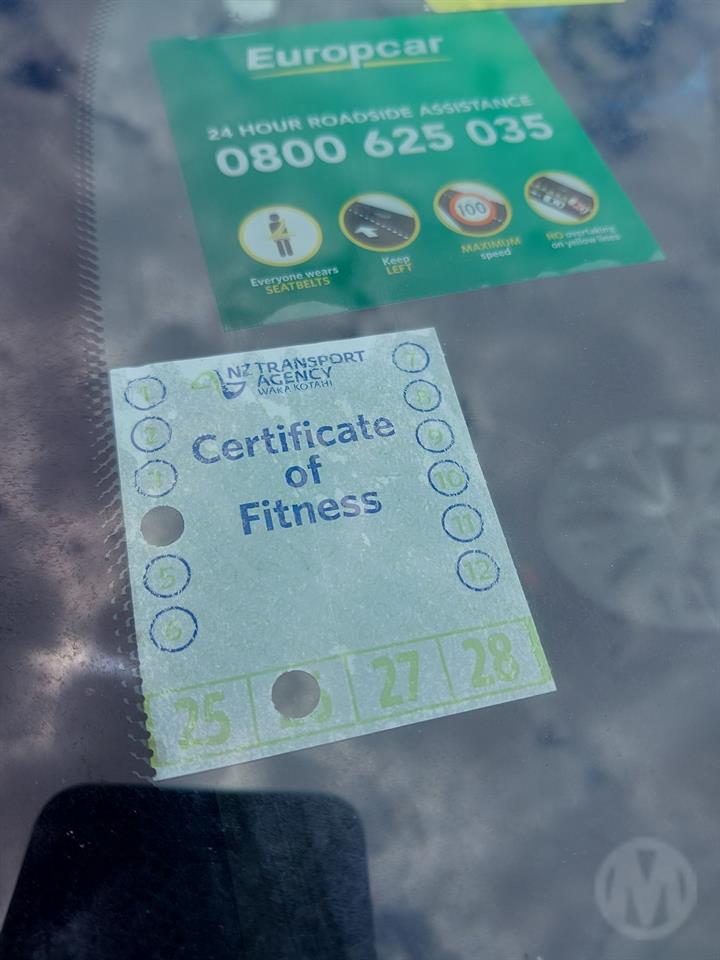 Europcar
24 HOUR ROADSIDE ASSISTANCE
0800 625 035
100
Everyone wears
SEATBELTS
Keep
LEFT
MAXIMUM
speed
NO overtaking
on yellow lines
NZ TRANSPORT
AGENCY
WAKA KOTAHI
Certificate
of
Fitness
1
2
3
5
6
7
8
9
10
11
12
25
27
28
M